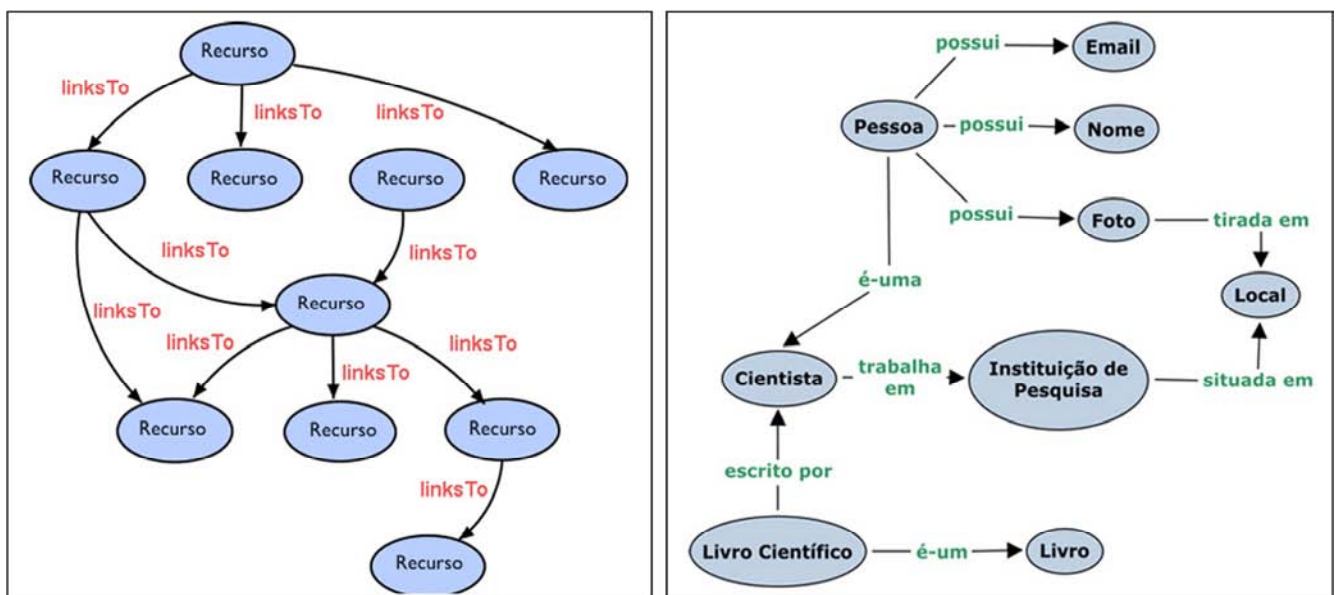 Recurso
linksTo
linksTo
linksTo
Recurso
Recurso
Recurso
Recurso
linksTo
linksTo
Recurso
linksTo
linksTo
linksTo
linksTo
Recurso
Recurso
Recurso
linksTo
Recurso
possui
Email
Pessoa
possui
Nome
possui
Foto
tirada em
é-uma
Local
Cientista
trabalha
em
Instituição de
Pesquisa
situada em
escrito por
Livro Científico
é-um
Livro